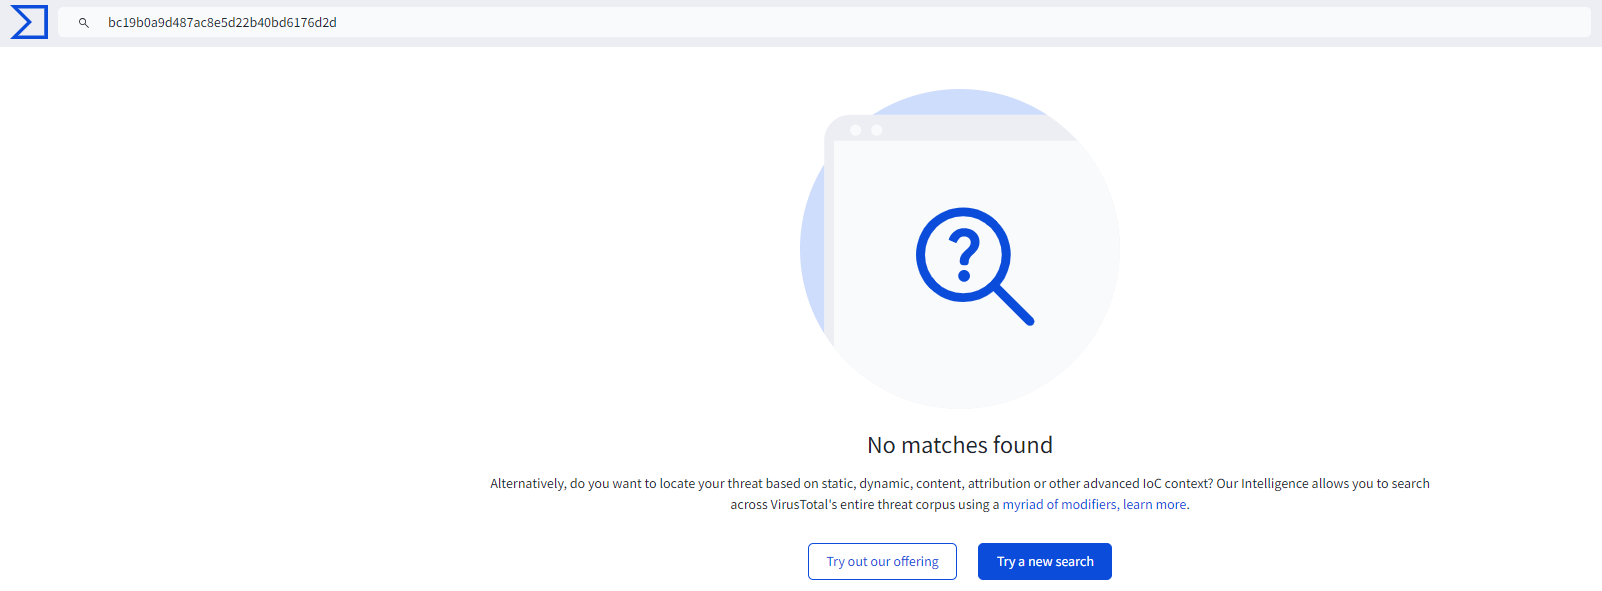 bc19b0a9d487ac8e5d22b40bd6176d2d
No matches found
Alternatively, do you want to locate your threat based on static, dynamic, content, attribution or other advanced IoC context? Our Intelligence allows you to search
across VirusTotal's entire threat corpus using a myriad of modifiers, learn more.
Try out our offering
Try a new search